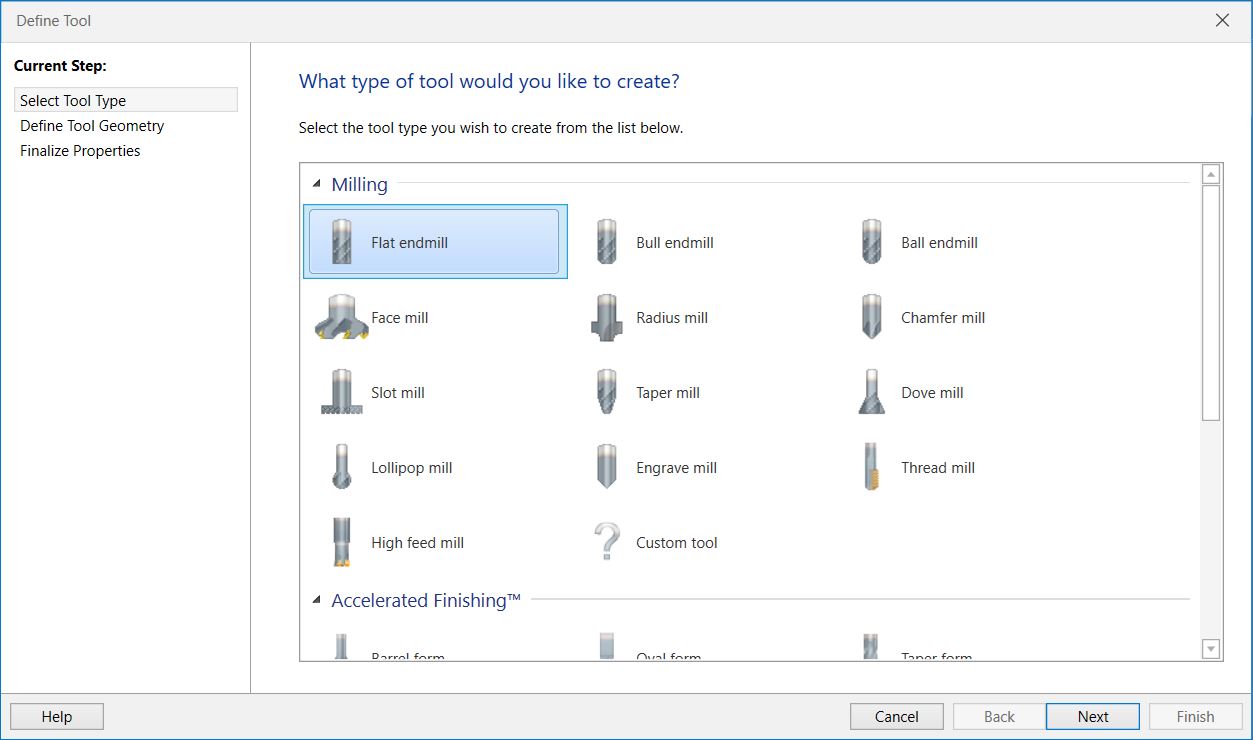 Define Tool
Current Step:
Select Tool Type
Define Tool Geometry
Finalize Properties
What type of tool would you like to create?
Select the tool type you wish to create from the list below.
Milling
Flat endmill Bull endmill Ball endmill
Face mill Radius mill Chamfer mill
Slot mill Taper mill Dove mill
Lollipop mill Engrave mill Thread mill
High feed mill Custom tool
Accelerated Finishing™
Barrel form Oval form Taper form
Help Cancel Back Next Finish